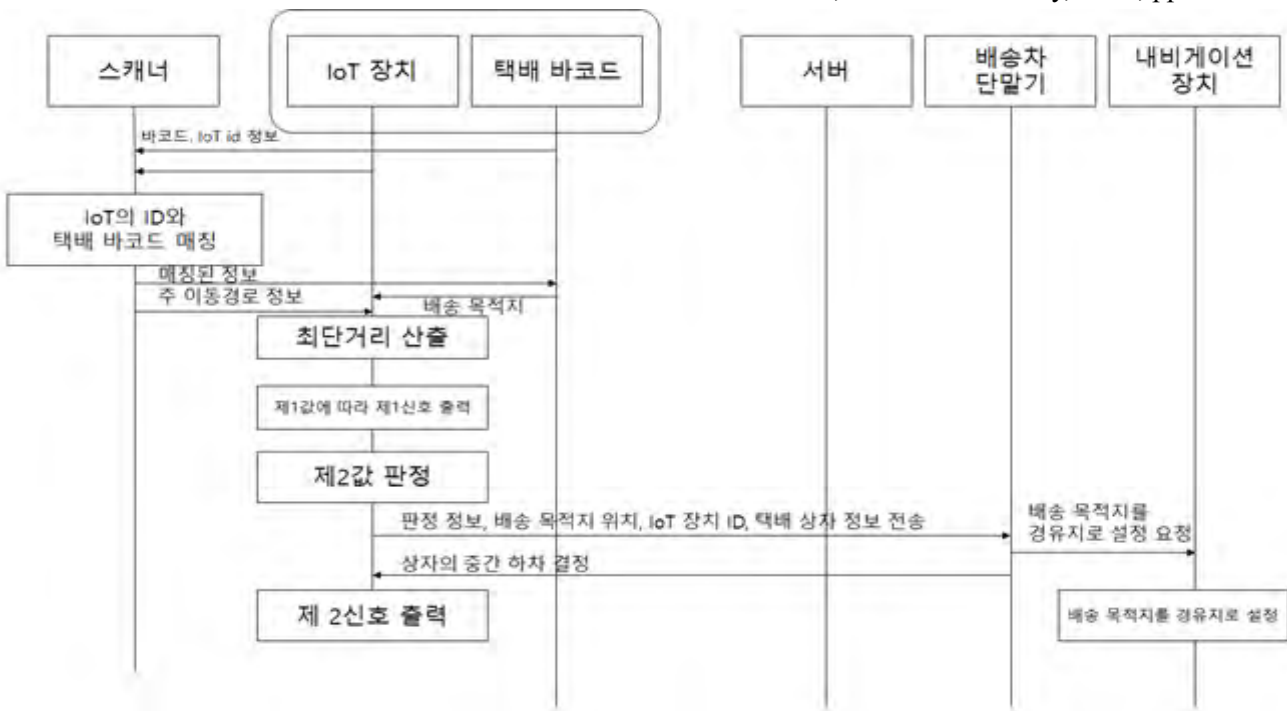 스캐너
IoT 장치
택배 바코드
서버
배송차
단말기
내비게이션
장치
바코드, IoT id 정보
IoT의 ID와
택배 바코드 매칭
매칭된 정보
주 이동경로 정보
배송 목적지
최단거리 산출
제1값에 따라 제1신호 출력
제2값 판정
판정 정보, 배송 목적지 위치, IoT 장치 ID, 택배 상자 정보 전송
배송 목적지를
경유지로 설정 요청
상자의 중간 하차 결정
제 2신호 출력
배송 목적지를 경유지로 설정